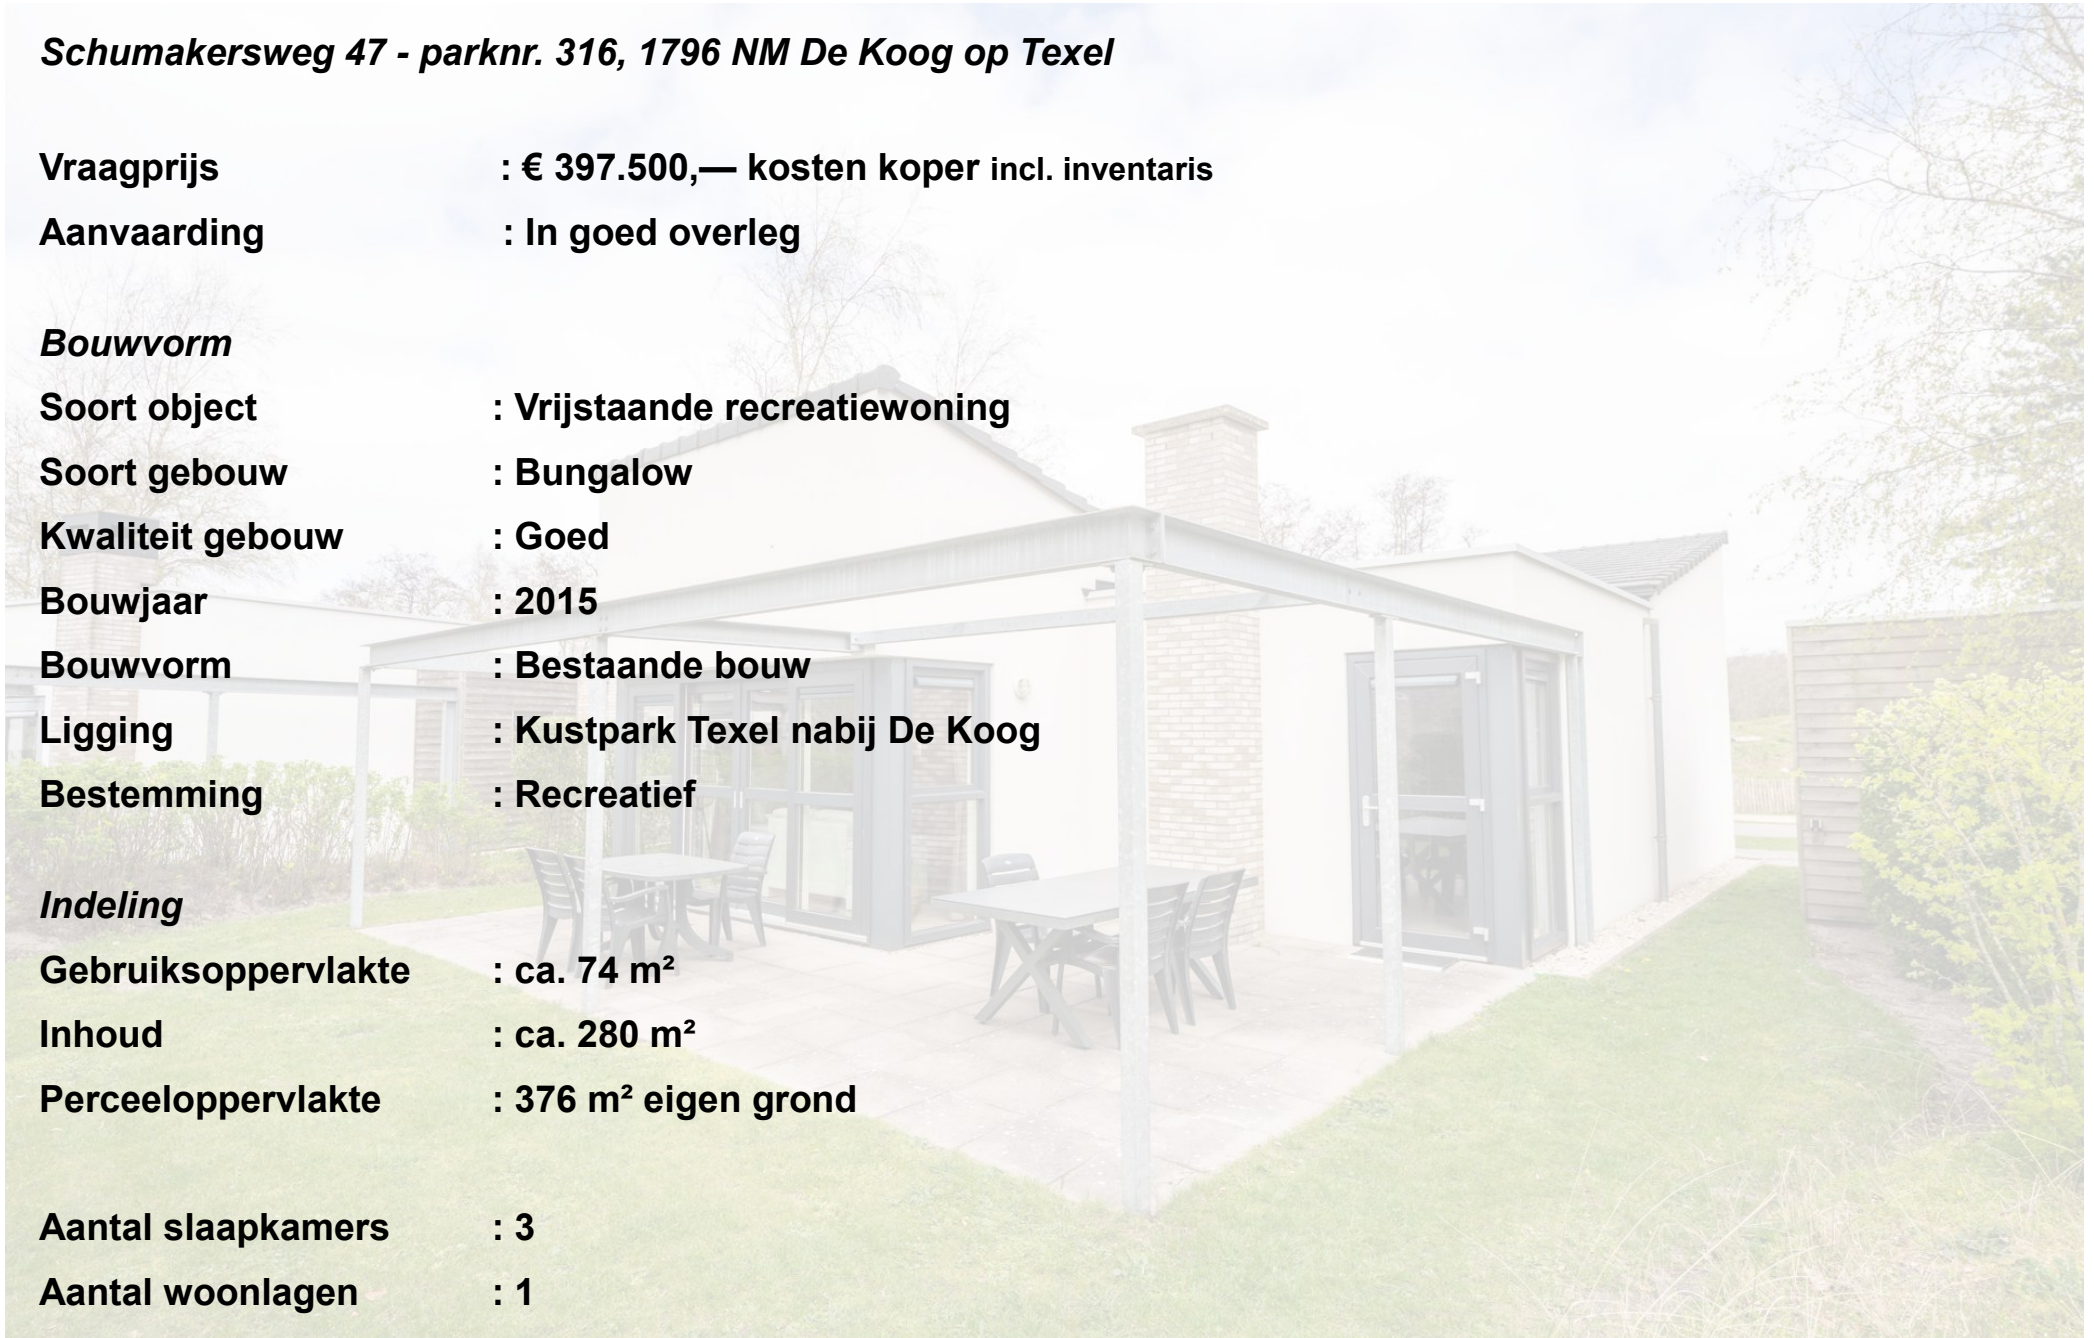 Schumakersweg 47 - parknr. 316, 1796 NM De Koog op Texel
Vraagprijs : € 397.500,— kosten koper incl. inventaris
Aanvaarding : In goed overleg
Bouwvorm
Soort object : Vrijstaande recreatiewoning
Soort gebouw : Bungalow
Kwaliteit gebouw : Goed
Bouwjaar : 2015
Bouwvorm : Bestaande bouw
Ligging : Kustpark Texel nabij De Koog
Bestemming : Recreatief
Indeling
Gebruiksoppervlakte : ca. 74 m²
Inhoud : ca. 280 m²
Perceeloppervlakte : 376 m² eigen grond
Aantal slaapkamers : 3
Aantal woonlagen : 1